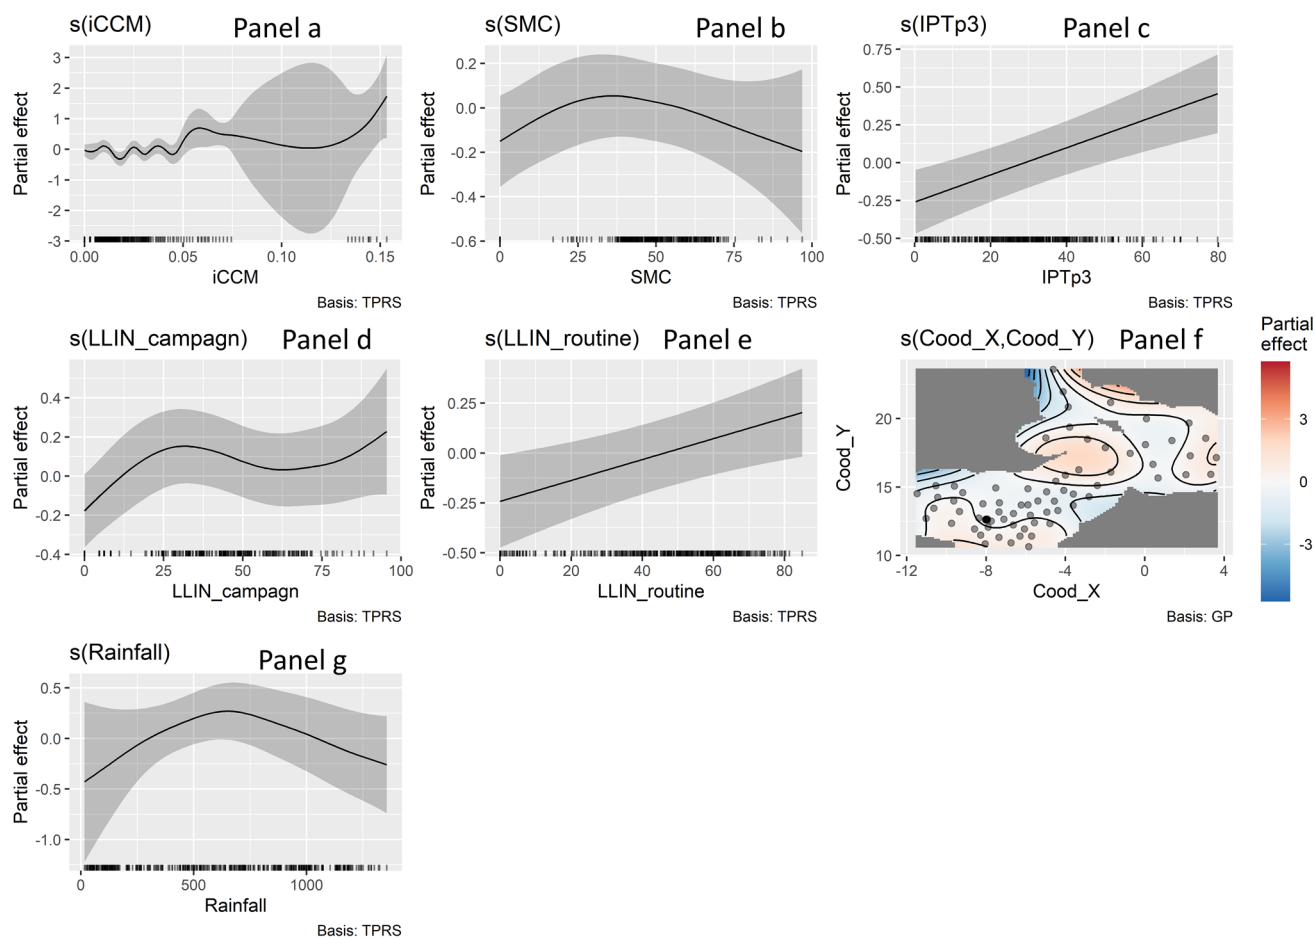 s(iCCM) Panel a
Partial effect
3
2
1
0
-1
-2
-3
0.00 0.05 0.10 0.15
iCCM
Basis: TPRS
s(SMC) Panel b
Partial effect
0.2
0.0
-0.2
-0.4
-0.6
0 25 50 75 100
SMC
Basis: TPRS
s(IPTp3) Panel c
Partial effect
0.75
0.50
0.25
0.00
-0.25
-0.50
0 20 40 60 80
IPTp3
Basis: TPRS
s(LLIN_campagn) Panel d
Partial effect
0.4
0.2
0.0
-0.2
-0.4
0 25 50 75 100
LLIN_campagn
Basis: TPRS
s(LLIN_routine) Panel e
Partial effect
0.25
0.00
-0.25
-0.50
0 20 40 60 80
LLIN_routine
Basis: TPRS
s(Cood_X,Cood_Y) Panel f
Cood_Y
20
15
10
-12 -8 -4 0 4
Cood_X
Basis: GP
Partial
effect
3
0
-3
s(Rainfall) Panel g
Partial effect
0.5
0.0
-0.5
-1.0
0 500 1000
Rainfall
Basis: TPRS